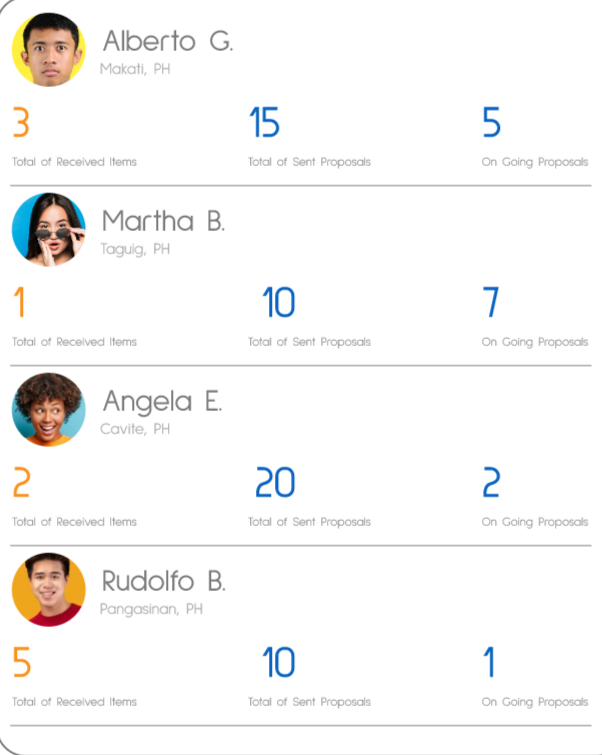 Alberto G.
Makati, PH
3 15 5
Total of Received Items Total of Sent Proposals On Going Proposals
Martha B.
Taguig, PH
1 10 7
Total of Received Items Total of Sent Proposals On Going Proposals
Angela E.
Cavite, PH
2 20 2
Total of Received Items Total of Sent Proposals On Going Proposals
Rudolfo B.
Pangasinan, PH
5 10 1
Total of Received Items Total of Sent Proposals On Going Proposals